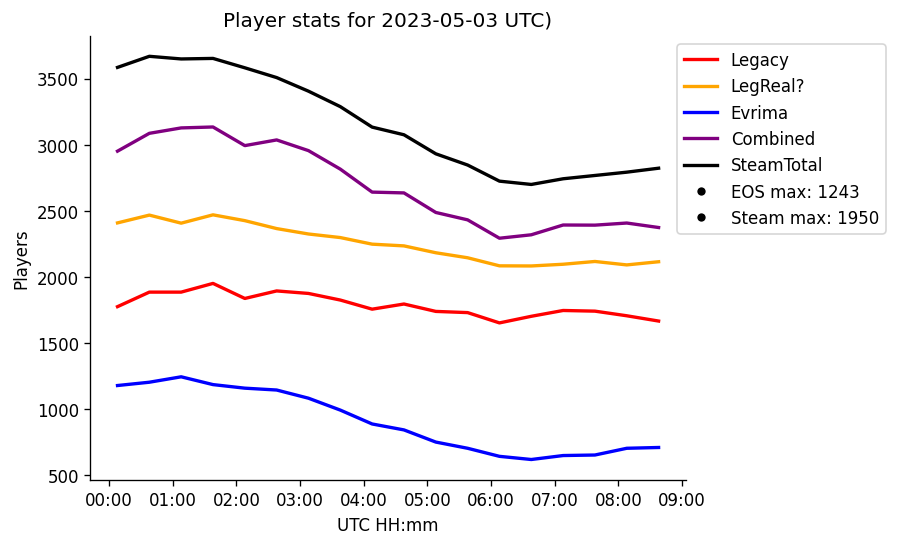 Player stats for 2023-05-03 UTC)
Legacy
LegReal?
Evrima
Combined
SteamTotal
EOS max: 1243
Steam max: 1950
Players
3500
3000
2500
2000
1500
1000
500
00:00 01:00 02:00 03:00 04:00 05:00 06:00 07:00 08:00 09:00
UTC HH:mm